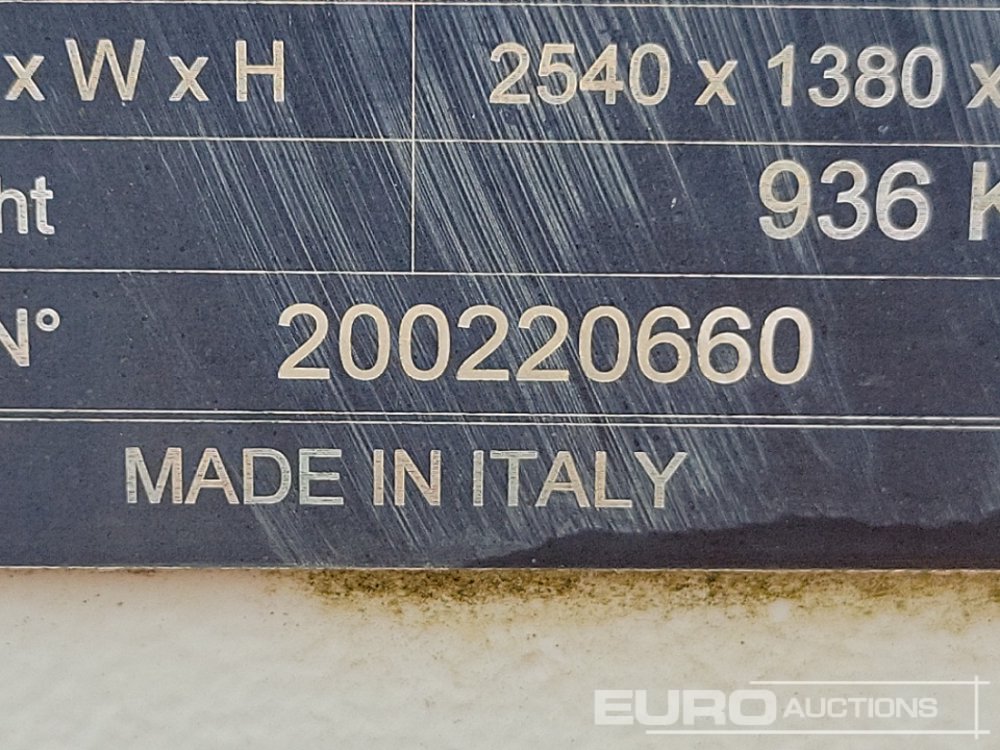 x W x H 2540 x 1380 x
ht 936 K
N° 200220660
MADE IN ITALY
EURO AUCTIONS